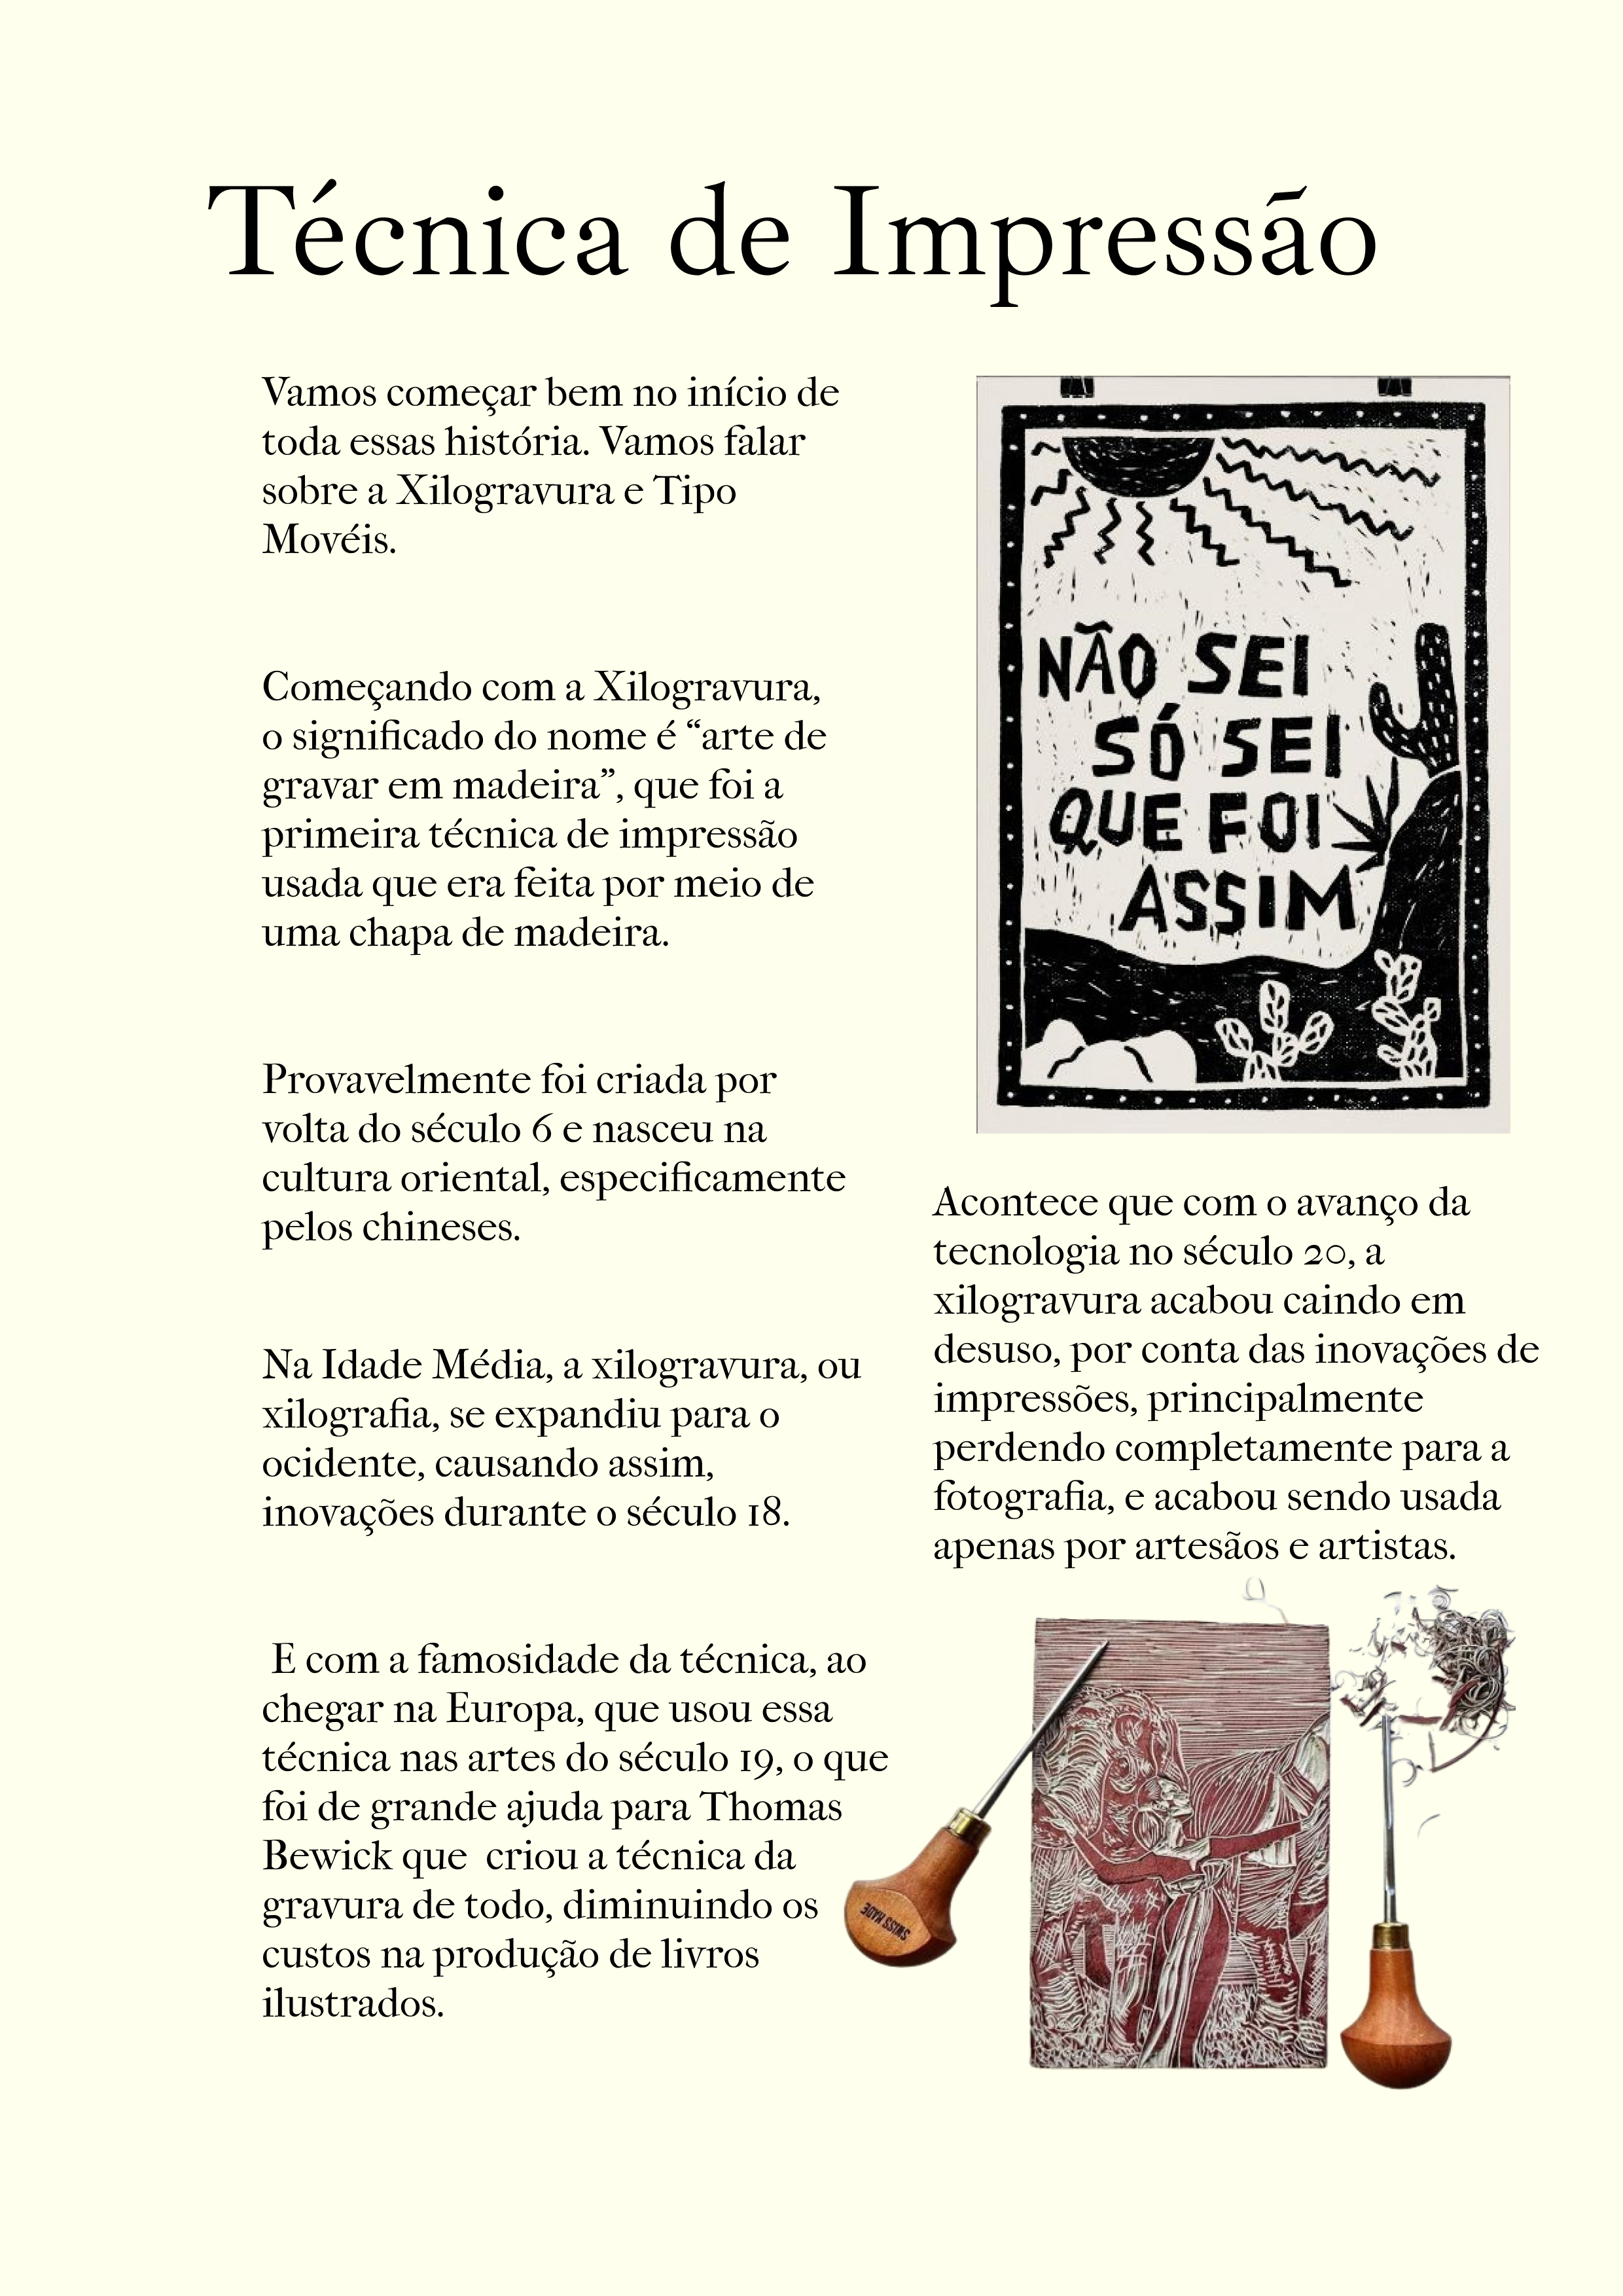 Técnica de Impressão
Vamos começar bem no início de
toda essas história. Vamos falar
sobre a Xilogravura e Tipo
Movéis.
Começando com a Xilogravura,
o significado do nome é “arte de
gravar em madeira”, que foi a
primeira técnica de impressão
usada que era feita por meio de
uma chapa de madeira.
Provavelmente foi criada por
volta do século 6 e nasceu na
cultura oriental, especificamente
pelos chineses.
Na Idade Média, a xilogravura, ou
xilografia, se expandiu para o
ocidente, causando assim,
inovações durante o século 18.
E com a famosidade da técnica, ao
chegar na Europa, que usou essa
técnica nas artes do século 19, o que
foi de grande ajuda para Thomas
Bewick que  criou a técnica da
gravura de todo, diminuindo os
custos na produção de livros
ilustrados.
NÃO SEI
SÓ SEI
QUE FOI
ASSIM
Acontece que com o avanço da
tecnologia no século 20, a
xilogravura acabou caindo em
desuso, por conta das inovações de
impressões, principalmente
perdendo completamente para a
fotografia, e acabou sendo usada
apenas por artesãos e artistas.
SWISS MADE